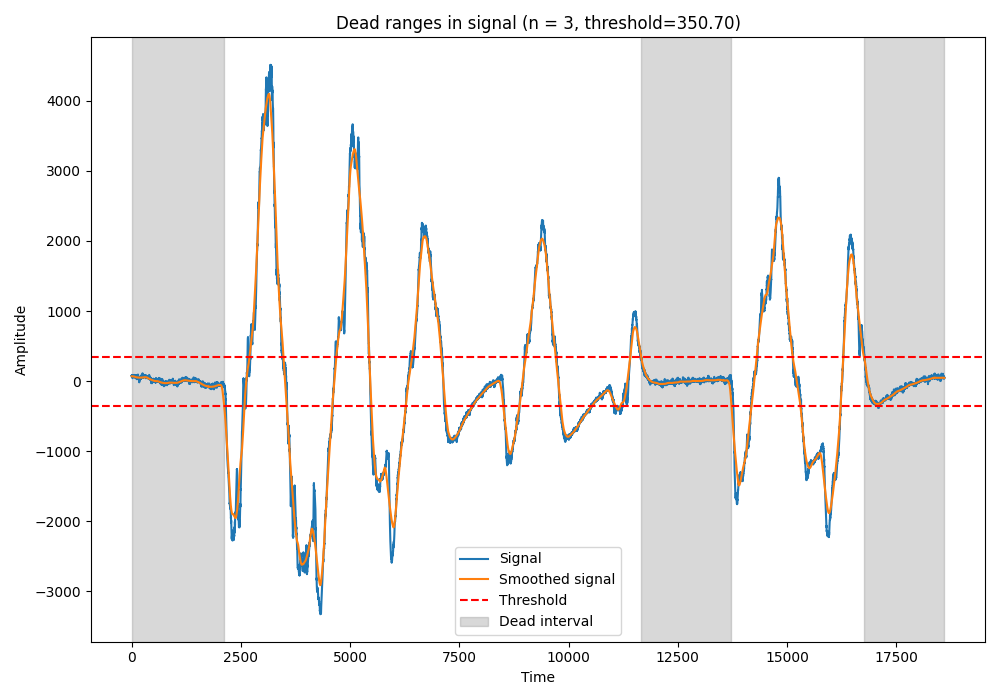 Dead ranges in signal (n = 3, threshold=350.70)
Amplitude
4000
3000
2000
1000
0
−1000
−2000
−3000
Signal
Smoothed signal
Threshold
Dead interval
0 2500 5000 7500 10000 12500 15000 17500
Time